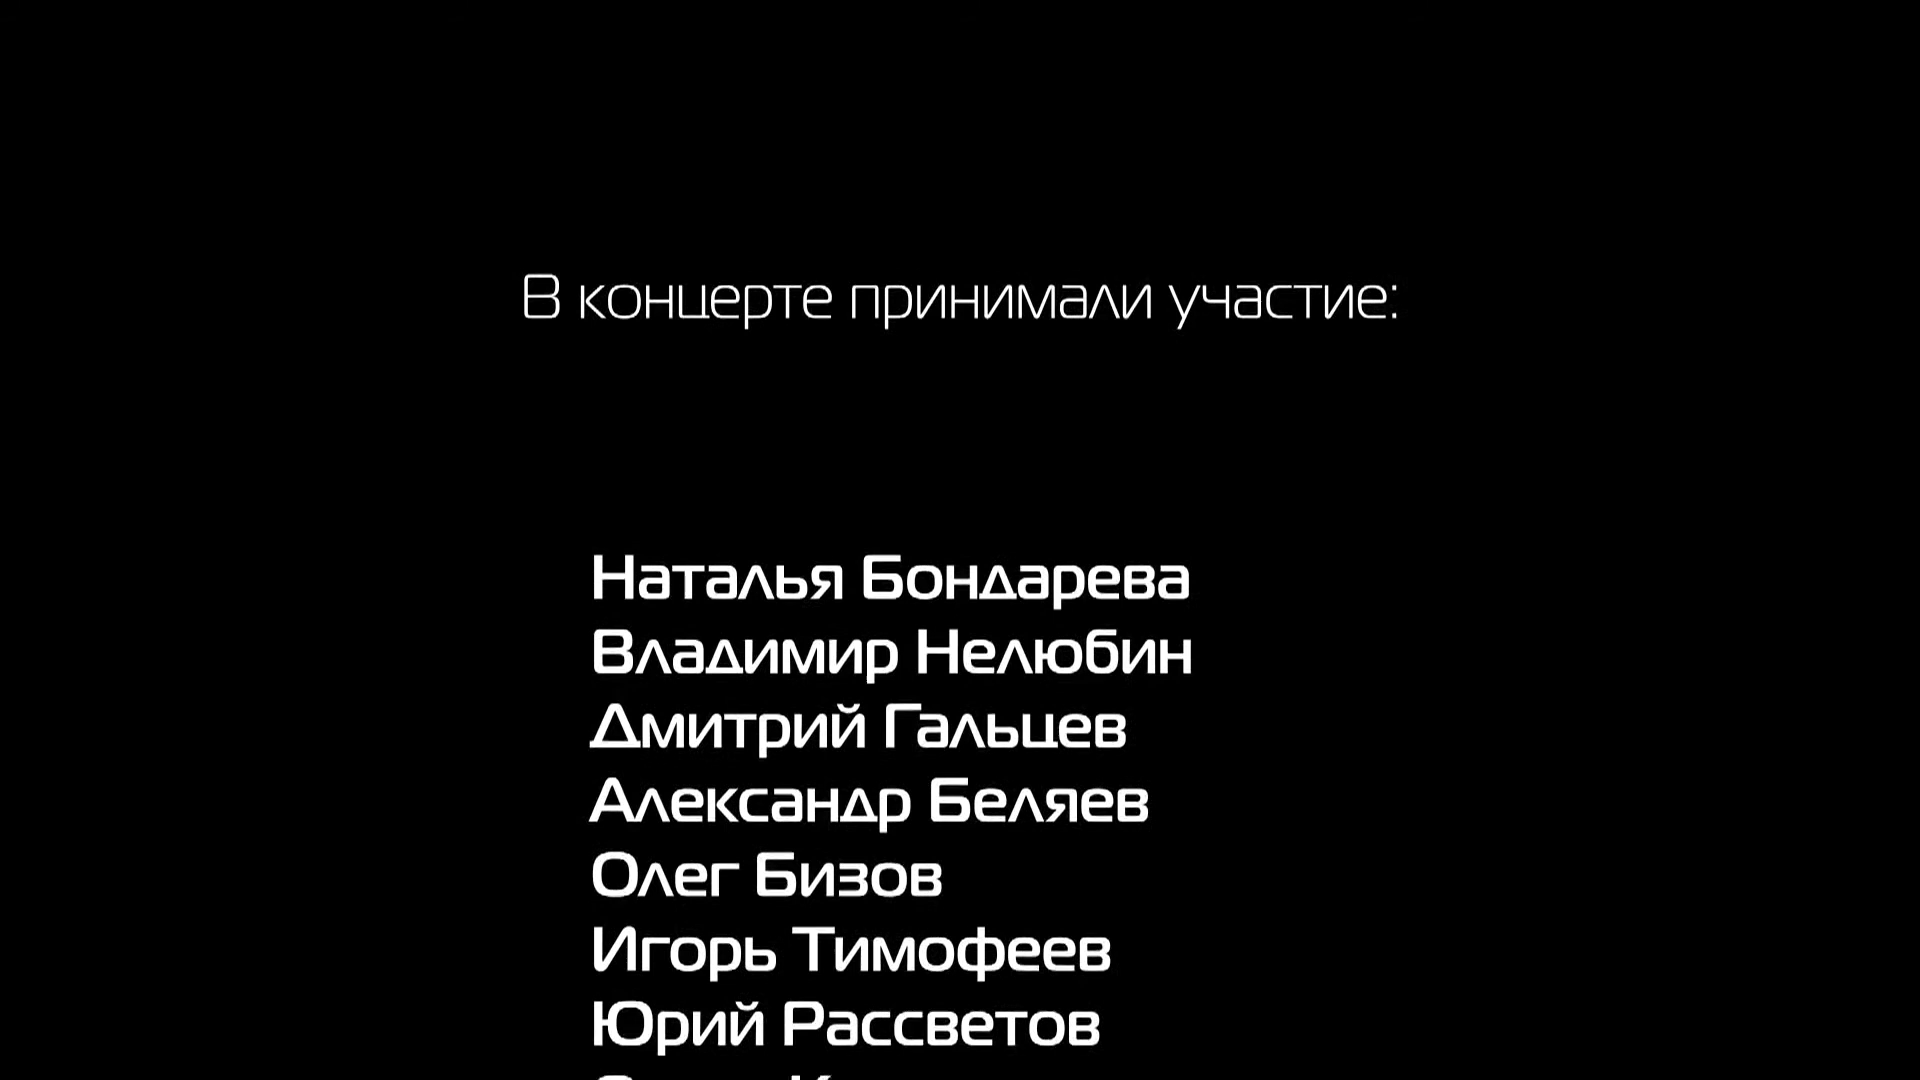 В концерте принимали участие:
Наталья Бондарева
Владимир Нелюбин
Дмитрий Гальцев
Александр Беляев
Олег Бизов
Игорь Тимофеев
Юрий Рассветов